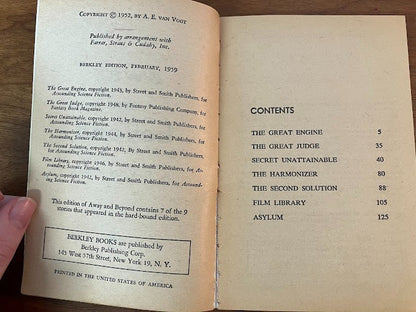 COPYRIGHT © 1952, BY A. E. VAN VOGT
Published by arrangement with
Farrar, Straus & Cudahy, Inc.
BERKLEY EDITION, FEBRUARY, 1959
The Great Engine, copyright 1943, by Street and Smith Publications, for
Astounding Science Fiction.
The Great Judge, copyright 1948, by Fantasy Publishing Company, for
Fantasy Book Magazine.
Secret Unattainable, copyright 1942, by Street and Smith Publications, for
Astounding Science Fiction.
The Harmonizer, copyright 1944, by Street and Smith Publications, for
Astounding Science Fiction.
The Second Solution, copyright 1942, by Street and Smith Publications, for
Astounding Science Fiction.
Film Library, copyright 1946, by Street and Smith Publications, for As-
tounding Science Fiction.
Asylum, copyright 1942, by Street and Smith Publications, for Astound-
ing Science Fiction.
This edition of Away and Beyond contains 7 of the 9
stories that appeared in the hard-bound edition.
BERKLEY BOOKS are published by
Berkley Publishing Corp.
145 West 57th Street, New York 19, N. Y.
PRINTED IN THE UNITED STATES OF AMERICA
CONTENTS
THE GREAT ENGINE 5
THE GREAT JUDGE 35
SECRET UNATTAINABLE 40
THE HARMONIZER 80
THE SECOND SOLUTION 88
FILM LIBRARY 105
ASYLUM 125